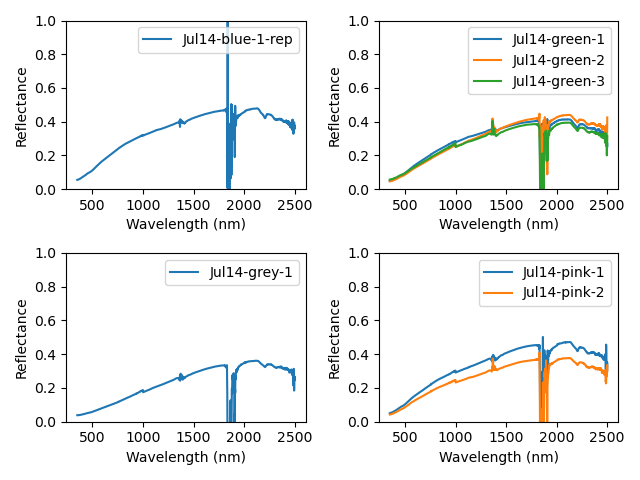 1.0
0.8
0.6
0.4
0.2
0.0
Reflectance
Jul14-blue-1-rep
500 1000 1500 2000 2500
Wavelength (nm)
1.0
0.8
0.6
0.4
0.2
0.0
Reflectance
Jul14-green-1
Jul14-green-2
Jul14-green-3
500 1000 1500 2000 2500
Wavelength (nm)
1.0
0.8
0.6
0.4
0.2
0.0
Reflectance
Jul14-grey-1
500 1000 1500 2000 2500
Wavelength (nm)
1.0
0.8
0.6
0.4
0.2
0.0
Reflectance
Jul14-pink-1
Jul14-pink-2
500 1000 1500 2000 2500
Wavelength (nm)